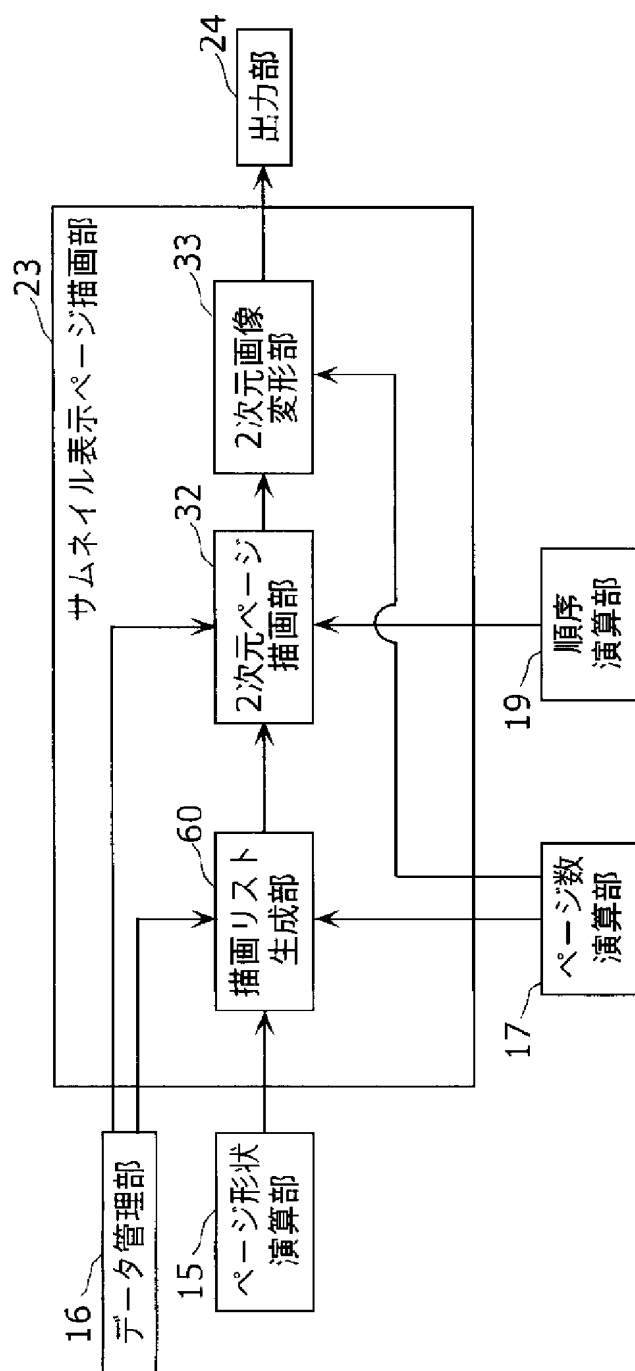 23
サムネイル表示ページ描画部
16
データ管理部
15
ページ形状
演算部
60
描画リスト
生成部
32
2次元ページ
描画部
33
2次元画像
変形部
24
出力部
17
ページ数
演算部
19
順序
演算部